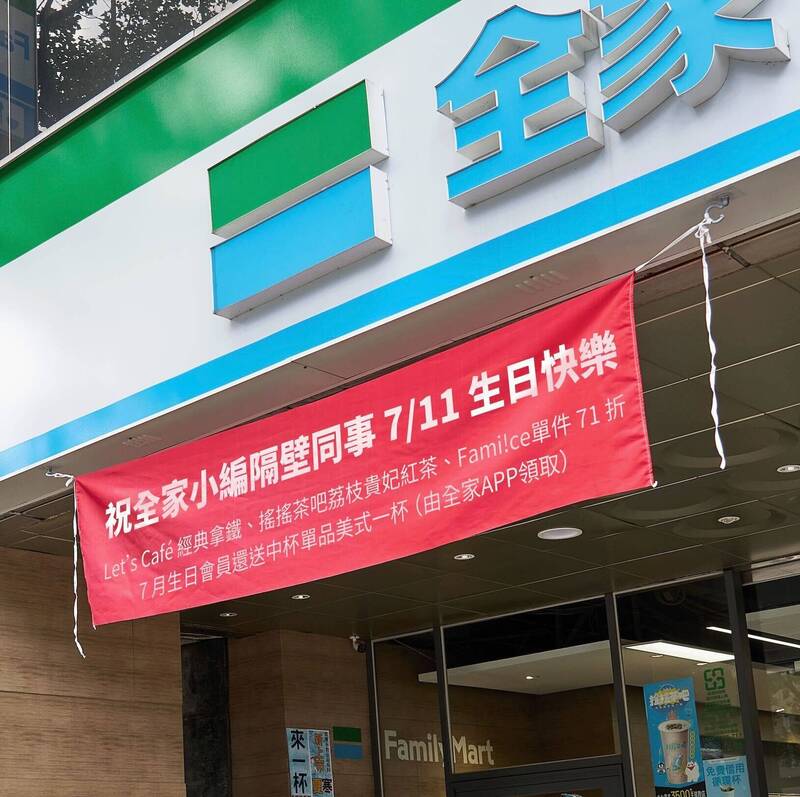 全家
祝全家小編隔壁同事 7/11 生日快樂
Let's Café 經典拿鐵、搖搖茶吧荔枝貴妃紅茶、Fami!ce單件 71 折
7 月生日會員還送中杯單品美式一杯（由全家APP領取）
FamilyMart
來一杯
免費借用
循環杯